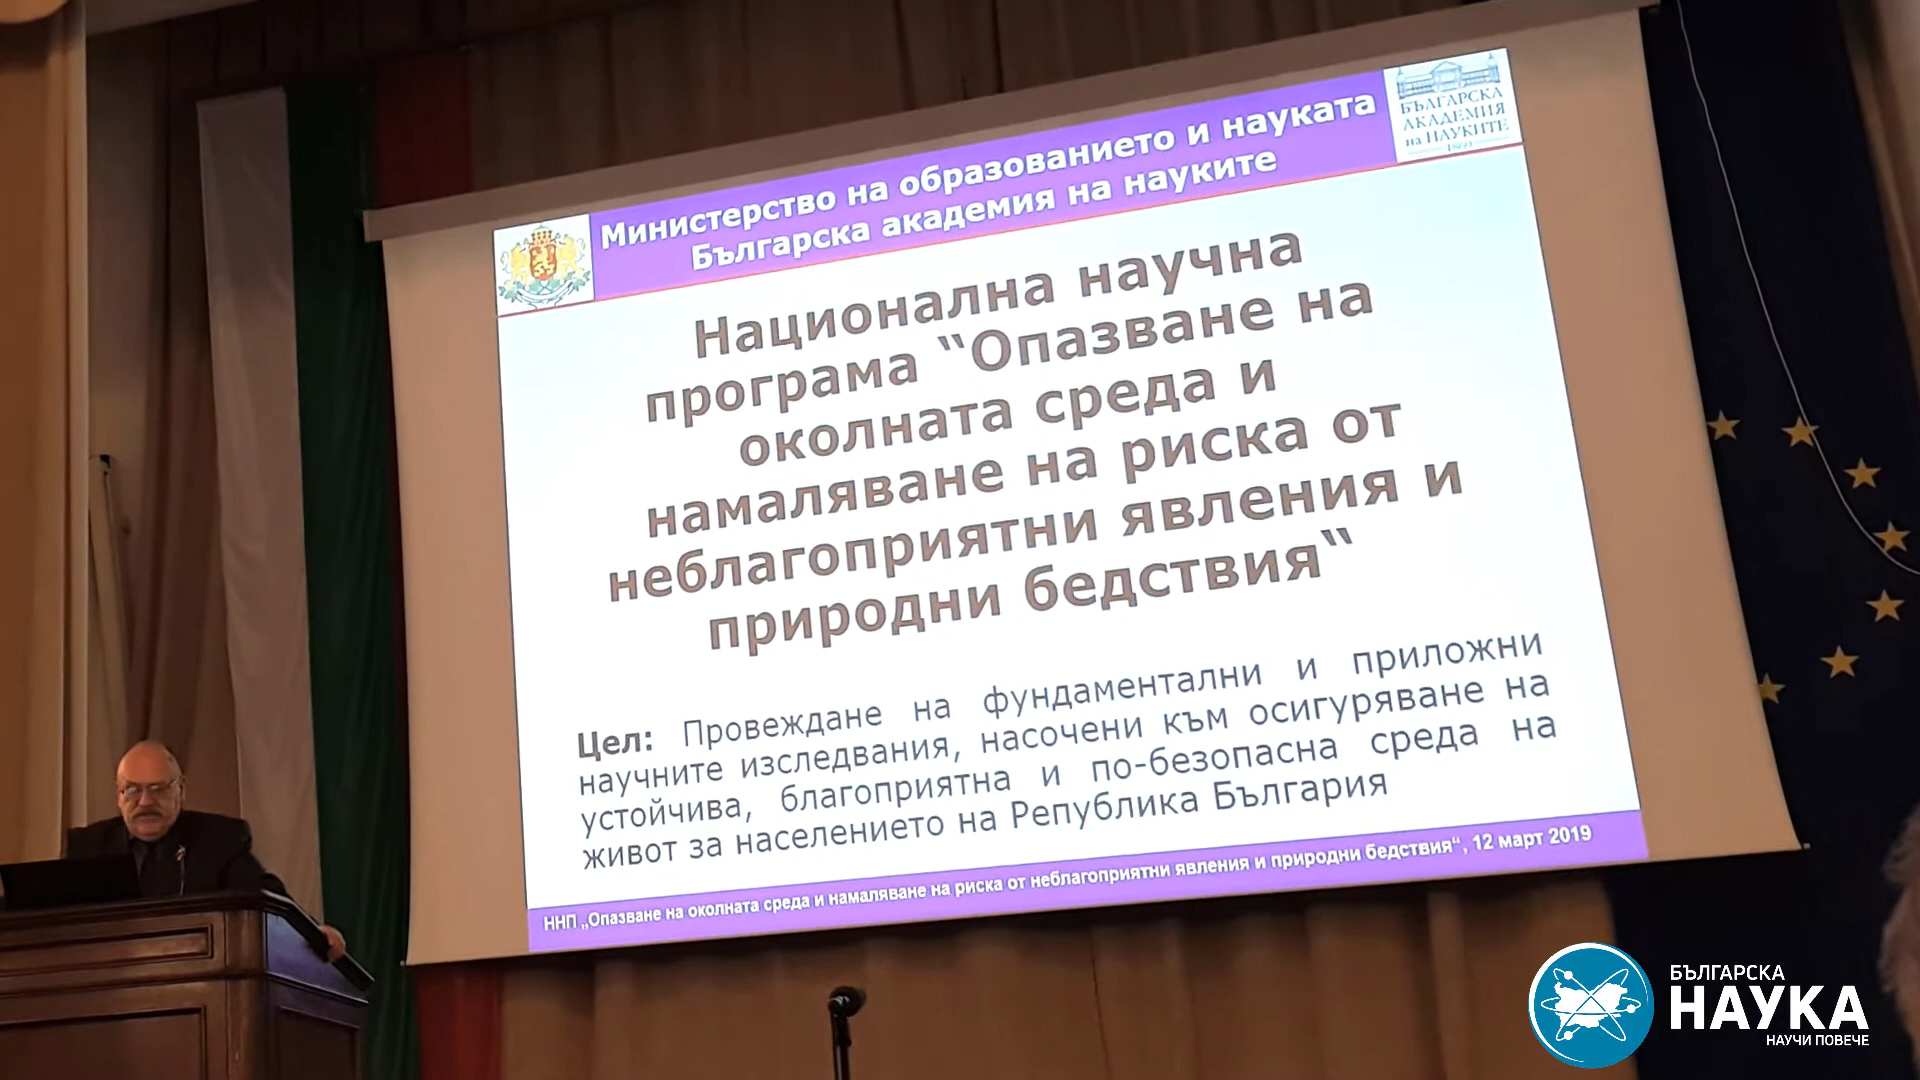 Министерство на образованието и науката
Българска академия на науките
БЪЛГАРСКА
АКАДЕМИЯ
на НАУКИТЕ
1869
Национална научна
програма “Опазване на
околната среда и
намаляване на риска от
неблагоприятни явления и
природни бедствия“
Цел: Провеждане на фундаментални и приложни
научните изследвания, насочени към осигуряване на
устойчива, благоприятна и по-безопасна среда на
живот за населението на Република България
ННП „Опазване на околната среда и намаляване на риска от неблагоприятни явления и природни бедствия“, 12 март 2019
БЪЛГАРСКА
НАУКА
НАУЧИ ПОВЕЧЕ